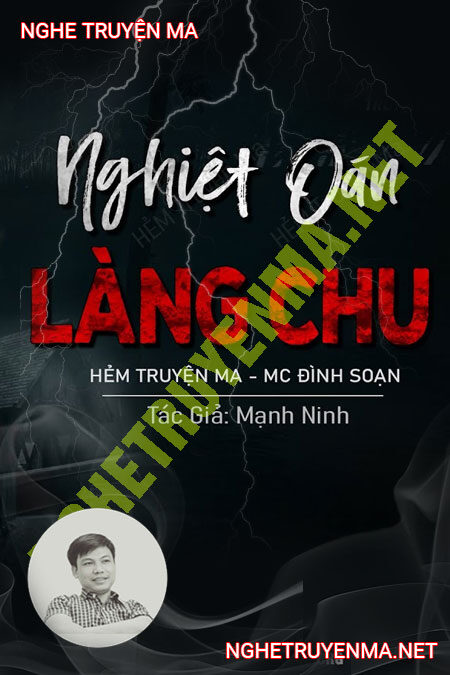 NGHE TRUYỆN MA
Nghiệt Oán
LÀNG CHU
HẺM TRUYỆN MA - MC ĐÌNH SOẠN
Tác Giả: Mạnh Ninh
NGHETRUYENMA.NET
NGHETRUYENMA.NET